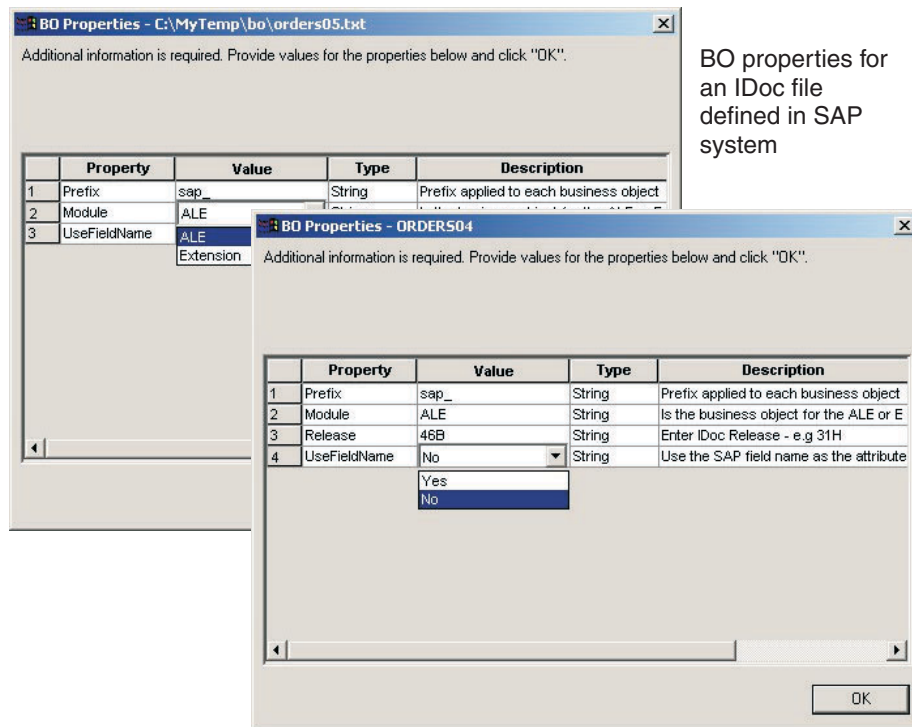 BO Properties - C:\MyTemp\bo\orders05.txt
Additional information is required. Provide values for the properties below and click "OK".
BO properties for
an IDoc file
defined in SAP
system
Property Value Type Description
1 Prefix sap_ String Prefix applied to each business object
2 Module ALE
3 UseFieldName ALE
Extension
BO Properties - ORDERS04
Additional information is required. Provide values for the properties below and click "OK".
Property Value Type Description
1 Prefix sap_ String Prefix applied to each business object
2 Module ALE String Is the business object for the ALE or E
3 Release 46B String Enter IDoc Release - e.g 31H
4 UseFieldName No String Use the SAP field name as the attribute
Yes
No
OK